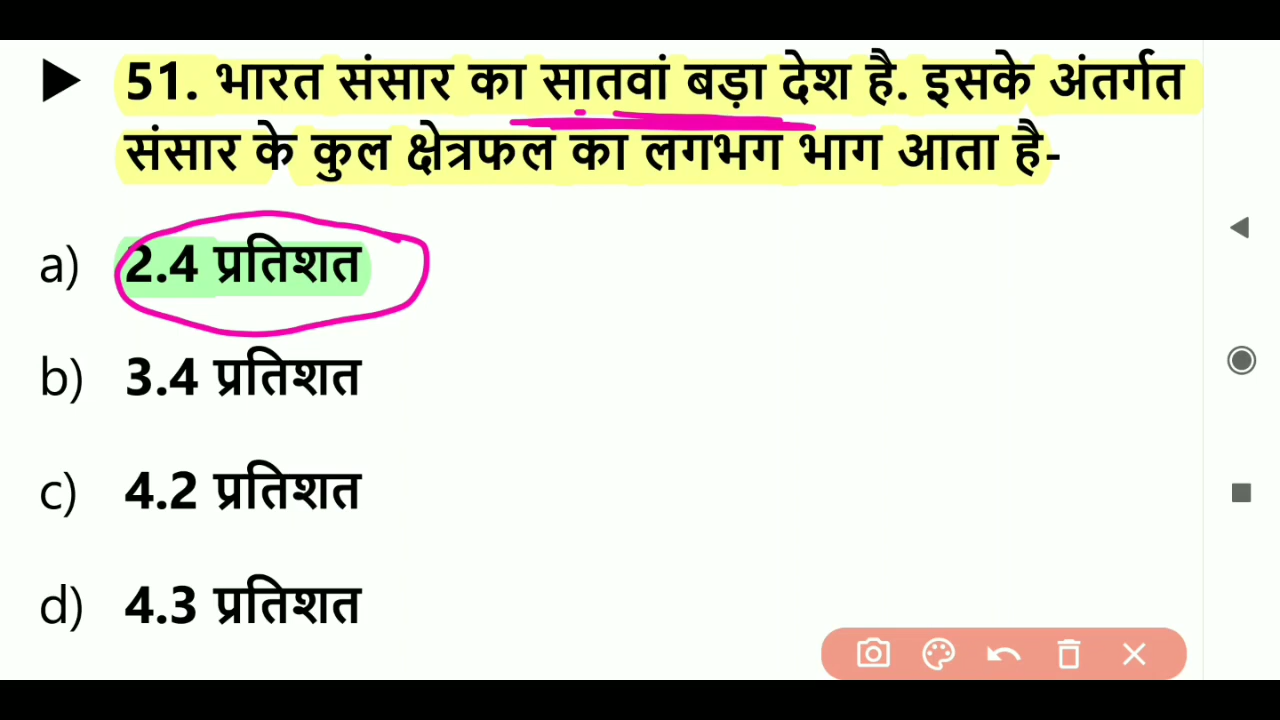 51. भारत संसार का सातवां बड़ा देश है. इसके अंतर्गत
संसार के कुल क्षेत्रफल का लगभग भाग आता है-
a) 2.4 प्रतिशत
b) 3.4 प्रतिशत
c) 4.2 प्रतिशत
d) 4.3 प्रतिशत